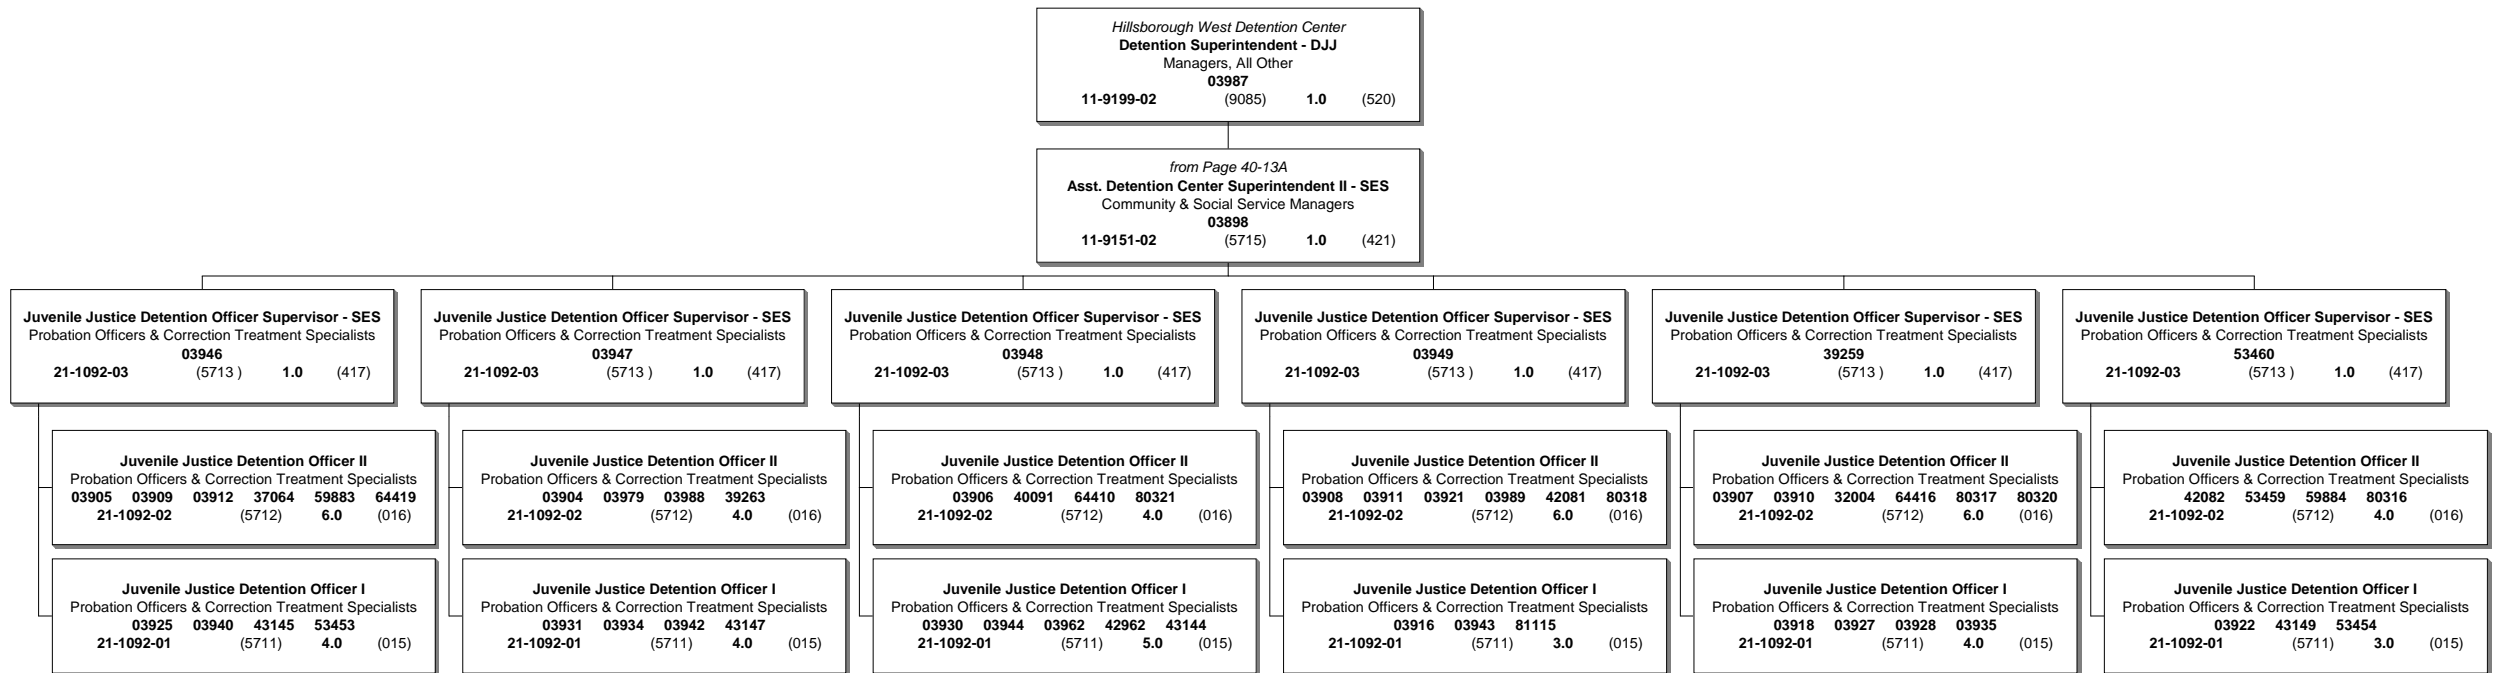 Hillsborough West Detention Center
Detention Superintendent - DJJ
Managers, All Other
03987
11-9199-02 (9085) 1.0 (520)
from Page 40-13A
Asst. Detention Center Superintendent II - SES
Community & Social Service Managers
03898
11-9151-02 (5715) 1.0 (421)
Juvenile Justice Detention Officer Supervisor - SES
Probation Officers & Correction Treatment Specialists
03946
21-1092-03 (5713 ) 1.0 (417)
Juvenile Justice Detention Officer II
Probation Officers & Correction Treatment Specialists
03905 03909 03912 37064 59883 64419
21-1092-02 (5712) 6.0 (016)
Juvenile Justice Detention Officer I
Probation Officers & Correction Treatment Specialists
03925 03940 43145 53453
21-1092-01 (5711) 4.0 (015)
Juvenile Justice Detention Officer Supervisor - SES
Probation Officers & Correction Treatment Specialists
03947
21-1092-03 (5713 ) 1.0 (417)
Juvenile Justice Detention Officer II
Probation Officers & Correction Treatment Specialists
03904 03979 03988 39263
21-1092-02 (5712) 4.0 (016)
Juvenile Justice Detention Officer I
Probation Officers & Correction Treatment Specialists
03931 03934 03942 43147
21-1092-01 (5711) 4.0 (015)
Juvenile Justice Detention Officer Supervisor - SES
Probation Officers & Correction Treatment Specialists
03948
21-1092-03 (5713 ) 1.0 (417)
Juvenile Justice Detention Officer II
Probation Officers & Correction Treatment Specialists
03906 40091 64410 80321
21-1092-02 (5712) 4.0 (016)
Juvenile Justice Detention Officer I
Probation Officers & Correction Treatment Specialists
03930 03944 03962 42962 43144
21-1092-01 (5711) 5.0 (015)
Juvenile Justice Detention Officer Supervisor - SES
Probation Officers & Correction Treatment Specialists
03949
21-1092-03 (5713 ) 1.0 (417)
Juvenile Justice Detention Officer II
Probation Officers & Correction Treatment Specialists
03908 03911 03921 03989 42081 80318
21-1092-02 (5712) 6.0 (016)
Juvenile Justice Detention Officer I
Probation Officers & Correction Treatment Specialists
03916 03943 81115
21-1092-01 (5711) 3.0 (015)
Juvenile Justice Detention Officer Supervisor - SES
Probation Officers & Correction Treatment Specialists
39259
21-1092-03 (5713 ) 1.0 (417)
Juvenile Justice Detention Officer II
Probation Officers & Correction Treatment Specialists
03907 03910 32004 64416 80317 80320
21-1092-02 (5712) 6.0 (016)
Juvenile Justice Detention Officer I
Probation Officers & Correction Treatment Specialists
03918 03927 03928 03935
21-1092-01 (5711) 4.0 (015)
Juvenile Justice Detention Officer Supervisor - SES
Probation Officers & Correction Treatment Specialists
53460
21-1092-03 (5713 ) 1.0 (417)
Juvenile Justice Detention Officer II
Probation Officers & Correction Treatment Specialists
42082 53459 59884 80316
21-1092-02 (5712) 4.0 (016)
Juvenile Justice Detention Officer I
Probation Officers & Correction Treatment Specialists
03922 43149 53454
21-1092-01 (5711) 3.0 (015)